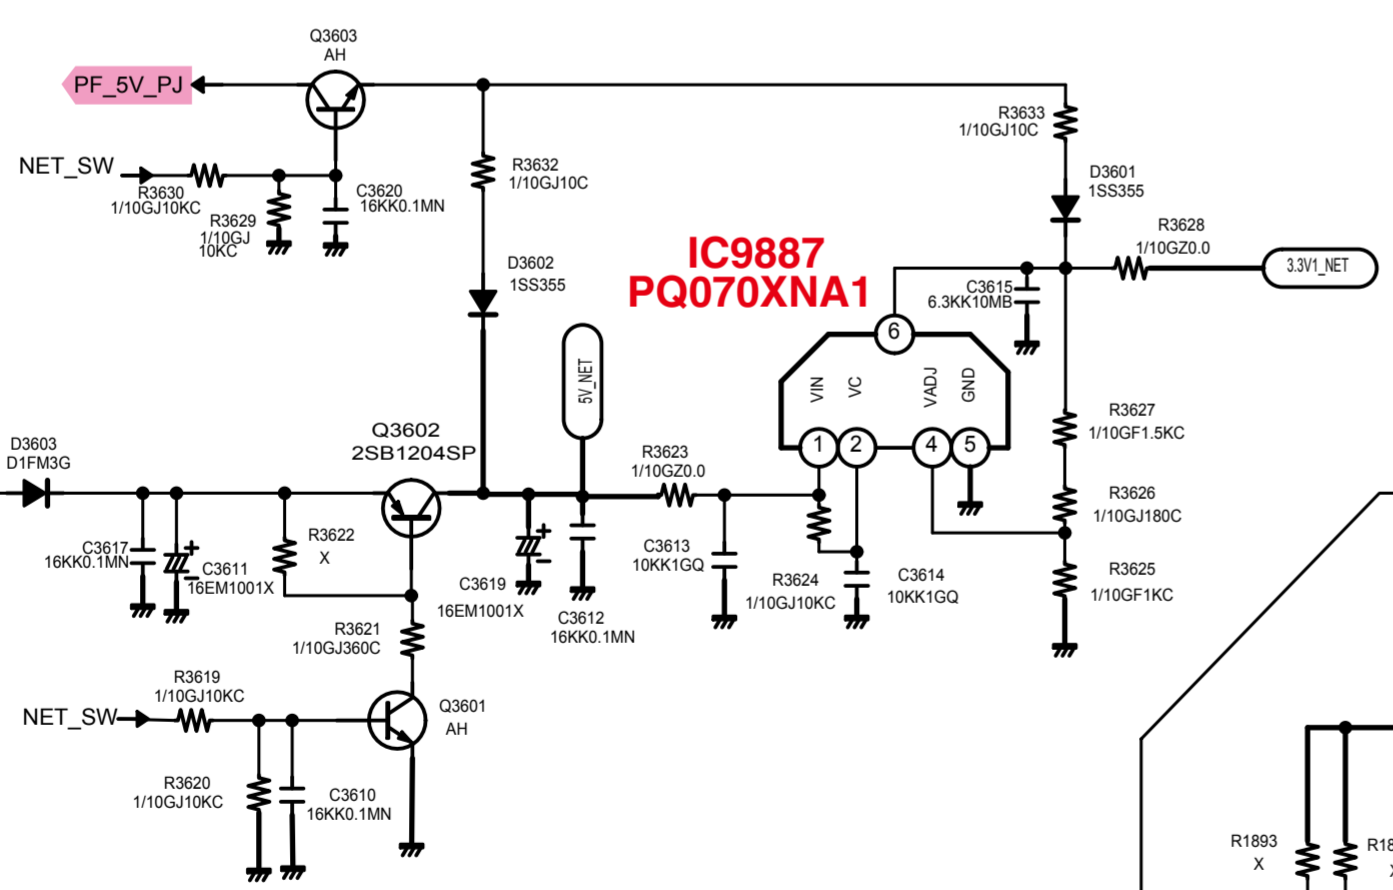 Q3603
AH
PF_5V_PJ
R3633
1/10GJ10C
NET_SW
R3630
1/10GJ10KC
R3629
1/10GJ
10KC
C3620
16KK0.1MN
R3632
1/10GJ10C
D3601
1SS355
R3628
1/10GZ0.0
3.3V1_NET
IC9887
PQ070XNA1
D3602
1SS355
C3615
6.3KK10MB
6
5V_NET
VIN
VC
VADJ
GND
1
2
4
5
R3627
1/10GF1.5KC
D3603
D1FM3G
Q3602
2SB1204SP
R3623
1/10GZ0.0
R3626
1/10GJ180C
C3617
16KK0.1MN
+
-
C3611
16EM1001X
R3622
X
+
-
C3619
16EM1001X
C3612
16KK0.1MN
C3613
10KK1GQ
R3624
1/10GJ10KC
C3614
10KK1GQ
R3625
1/10GF1KC
R3621
1/10GJ360C
R3619
1/10GJ10KC
NET_SW
Q3601
AH
R3620
1/10GJ10KC
C3610
16KK0.1MN
R1893
X